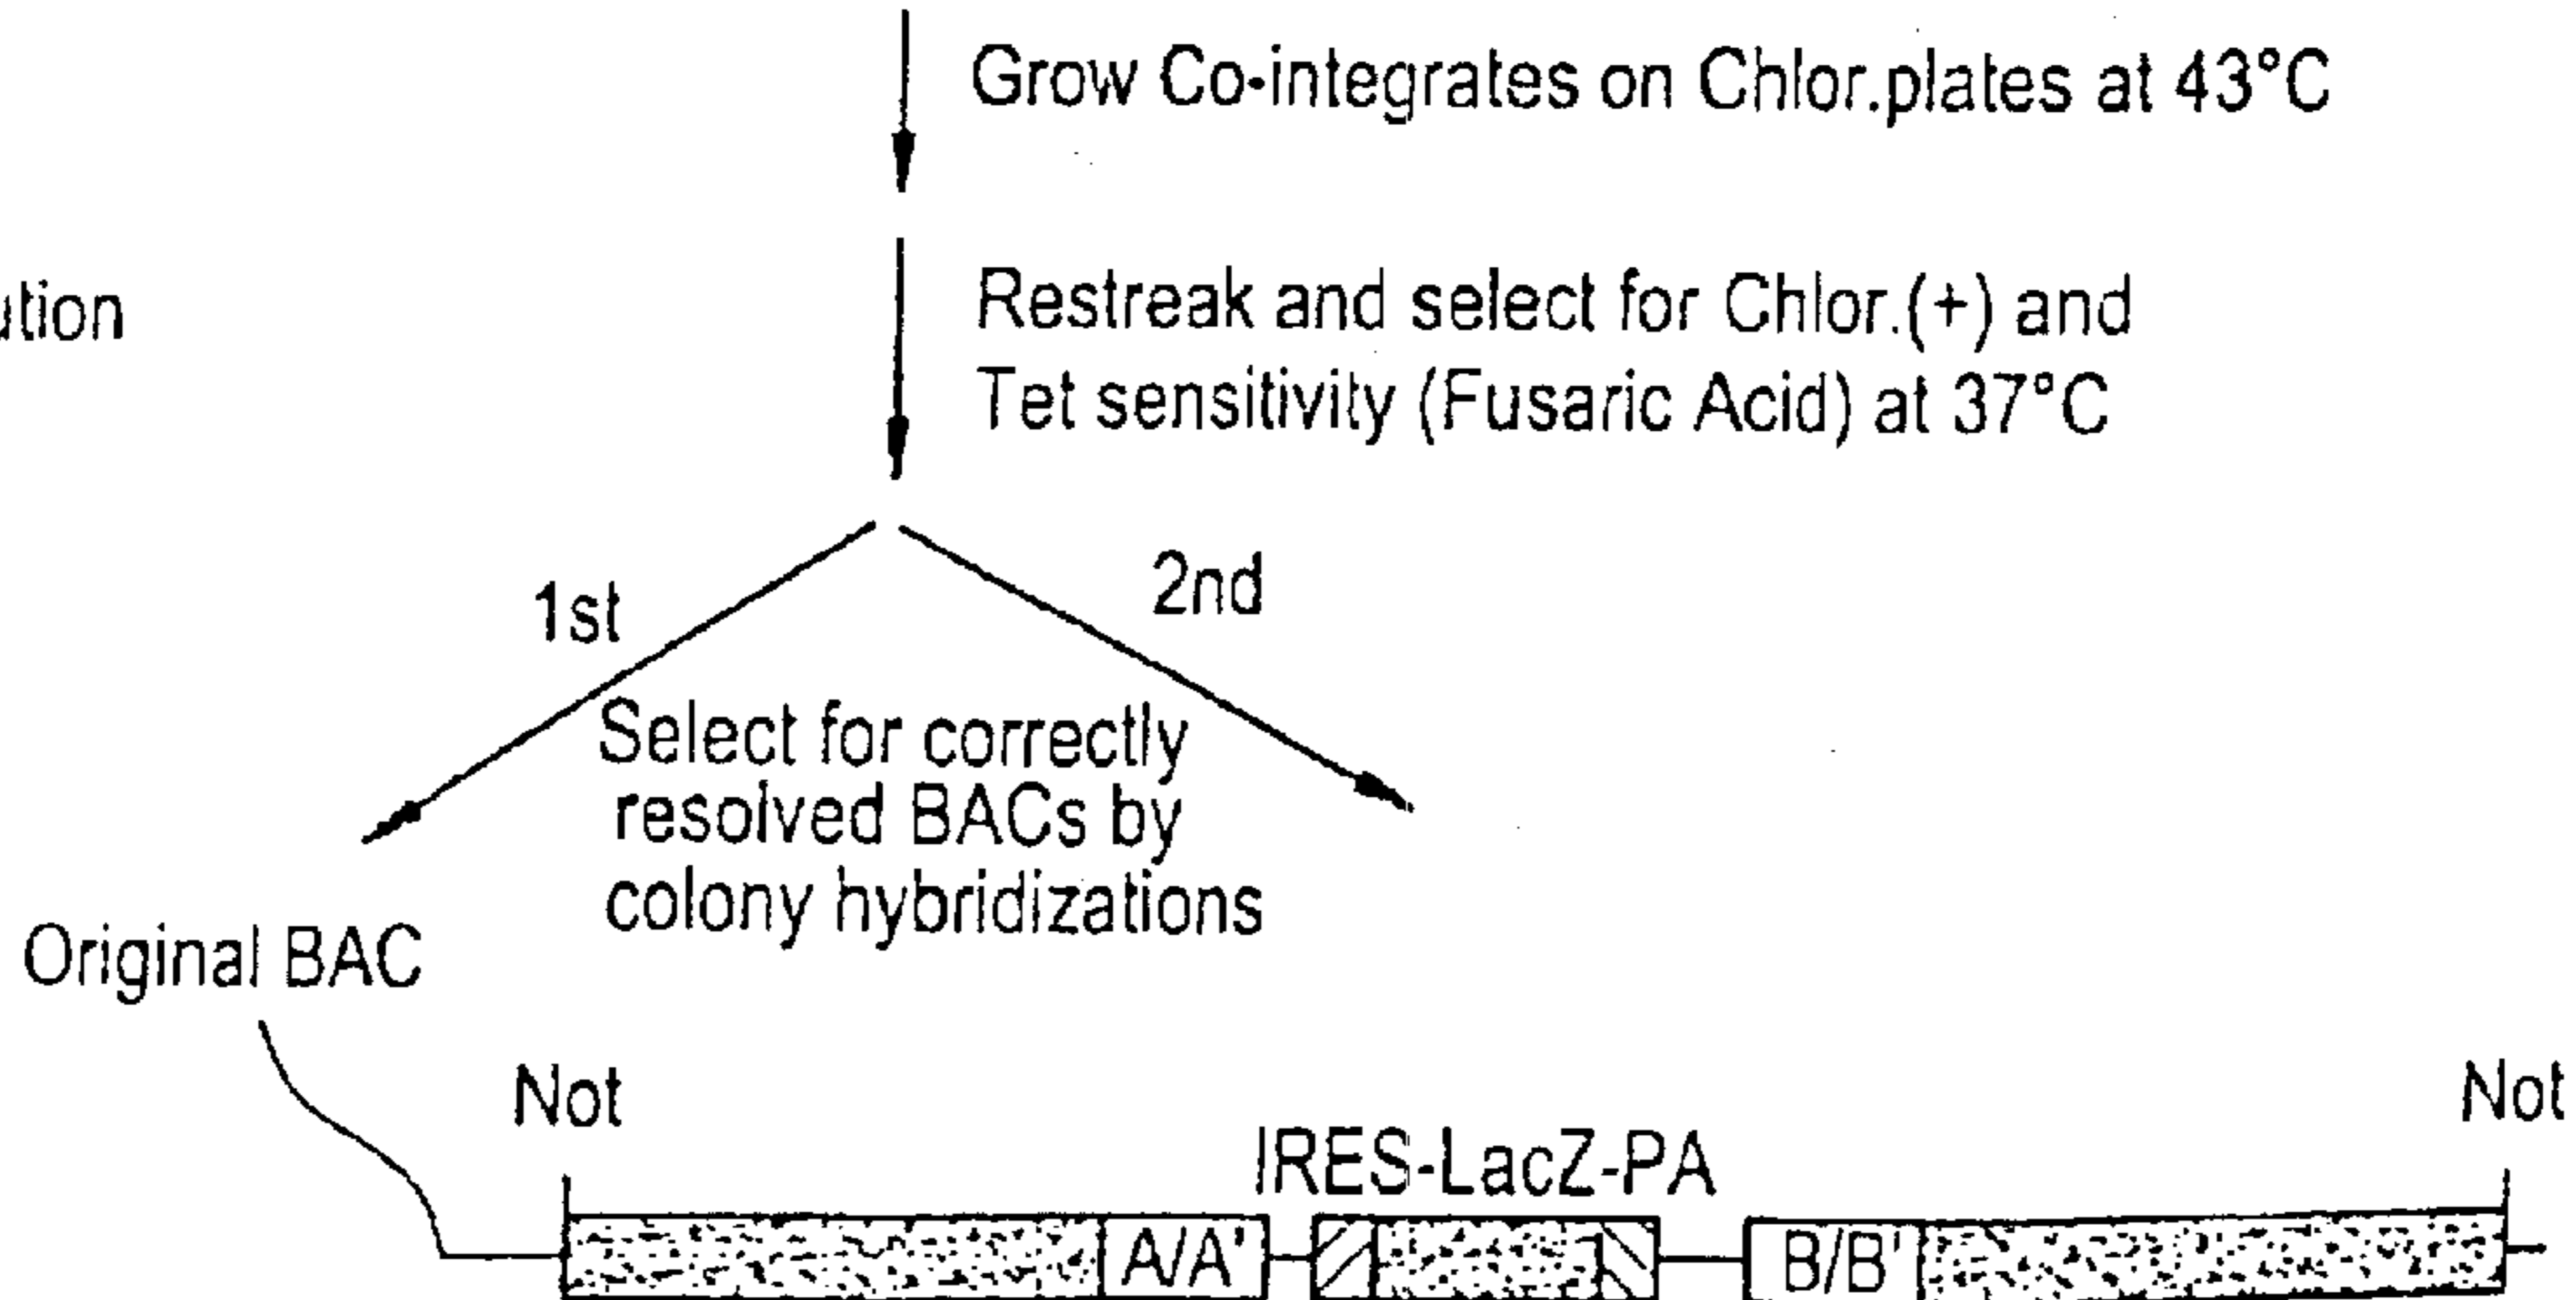 Grow Co-integrates on Chlor.plates at 43°C
Restreak and select for Chlor.(+) and
Tet sensitivity (Fusaric Acid) at 37°C
1st
2nd
Select for correctly
resolved BACs by
colony hybridizations
Original BAC
Not
Not
IRES-LacZ-PA
A/A'
B/B'